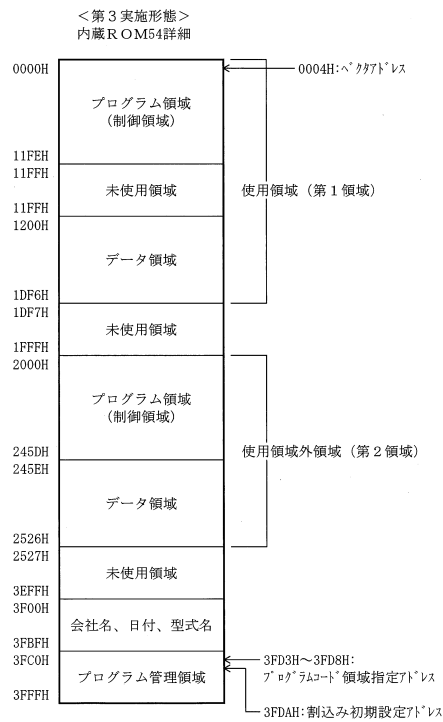 ＜第３実施形態＞
内蔵ＲＯＭ54詳細
0000H
0004H：ﾍﾞｸﾀｱﾄﾞﾚｽ
プログラム領域
（制御領域）
11FEH
11FFH
未使用領域
使用領域（第１領域）
11FFH
1200H
データ領域
1DF6H
1DF7H
未使用領域
1FFFH
2000H
プログラム領域
（制御領域）
245DH
使用領域外領域（第２領域）
245EH
データ領域
2526H
2527H
未使用領域
3EFFH
3F00H
会社名、日付、型式名
3FBFH
3FC0H
3FD3H～3FD8H：
ﾌﾟﾛｸﾞﾗﾑｺｰﾄﾞ領域指定ｱﾄﾞﾚｽ
プログラム管理領域
3FFFH
3FDAH：割込み初期設定ｱﾄﾞﾚｽ